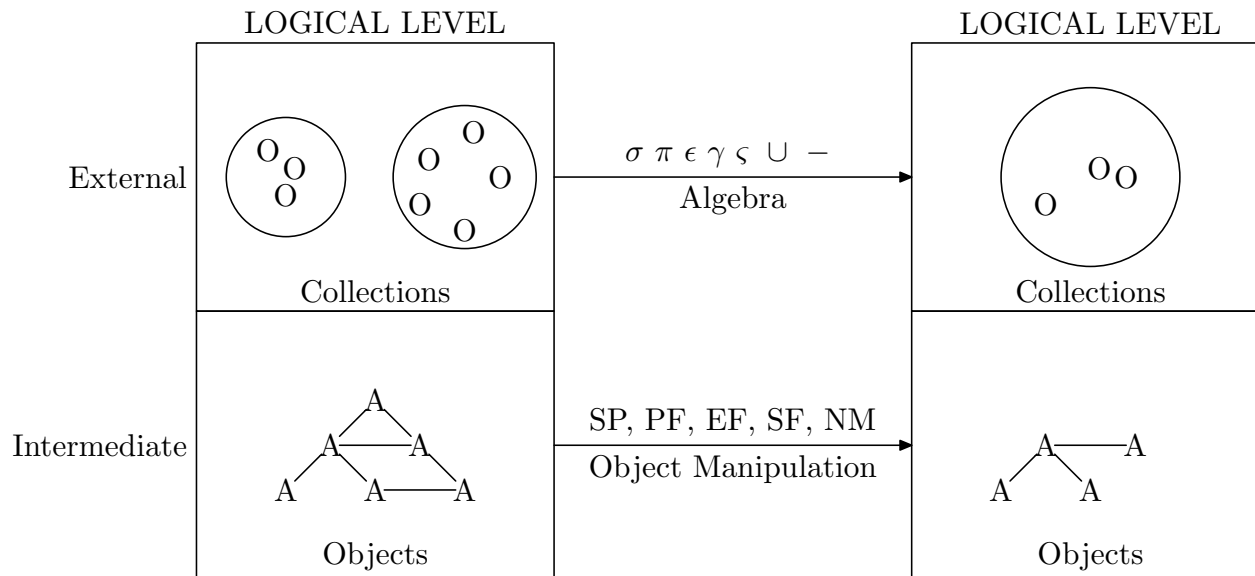 LOGICAL LEVEL LOGICAL LEVEL
O O
O O
O
O O
O O
O
σ π ϵ γ ς ∪ −
External
Algebra
O O
O
Collections Collections
A
SP, PF, EF, SF, NM
Intermediate A A
A A
Object Manipulation
A A A
A A
Objects Objects